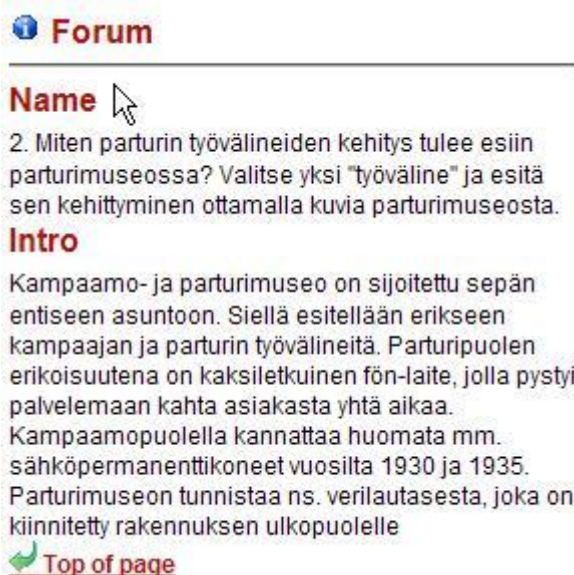 Forum
Name
2. Miten parturin työvälineiden kehitys tulee esiin
parturimuseossa? Valitse yksi "työväline" ja esitä
sen kehittyminen ottamalla kuvia parturimuseosta.
Intro
Kampaamo- ja parturimuseo on sijoitettu sepän
entiseen asuntoon. Siellä esitellään erikseen
kampaajan ja parturin työvälineitä. Parturipuolen
erikoisuutena on kaksiletkuinen fön-laite, jolla pystyi
palvelemaan kahta asiakasta yhtä aikaa.
Kampaamopuolella kannattaa huomata mm.
sähköpermanenttikoneet vuosilta 1930 ja 1935.
Parturimuseon tunnistaa ns. verilautasesta, joka on
kiinnitetty rakennuksen ulkopuolelle
Top of page